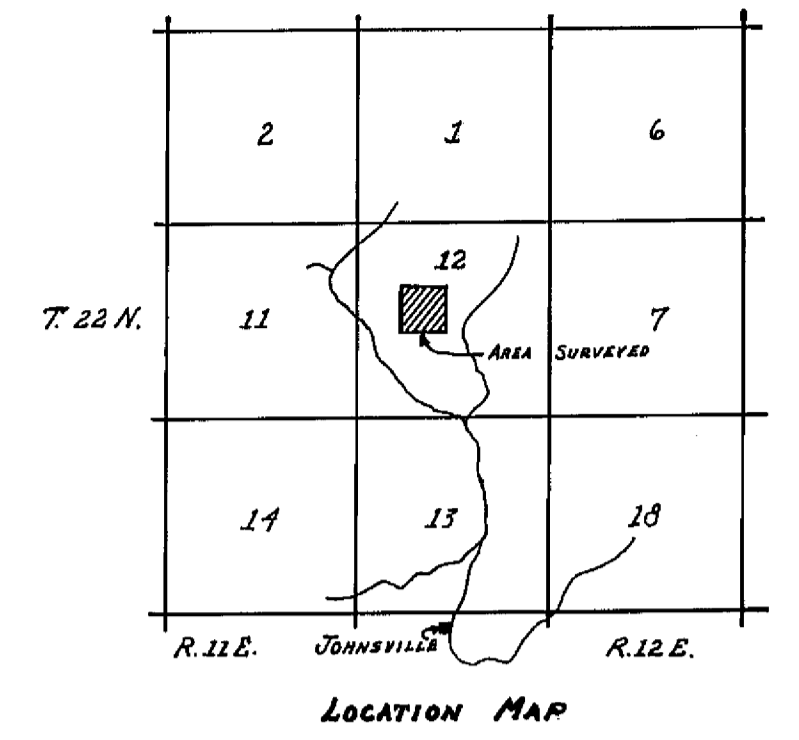 2 1 6
12
T. 22 N. 11 7
AREA SURVEYED
14 13 18
R. 11 E. JOHNSVILLE R. 12 E.
LOCATION MAP